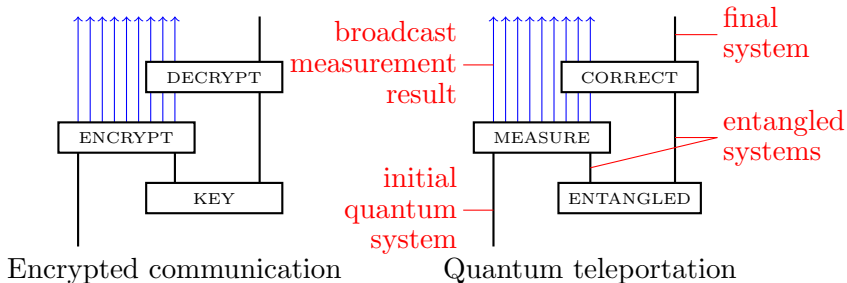 DECRYPT
ENCRYPT
KEY
Encrypted communication
broadcast
measurement
result
final
system
CORRECT
MEASURE
entangled
systems
initial
quantum
system
ENTANGLED
Quantum teleportation